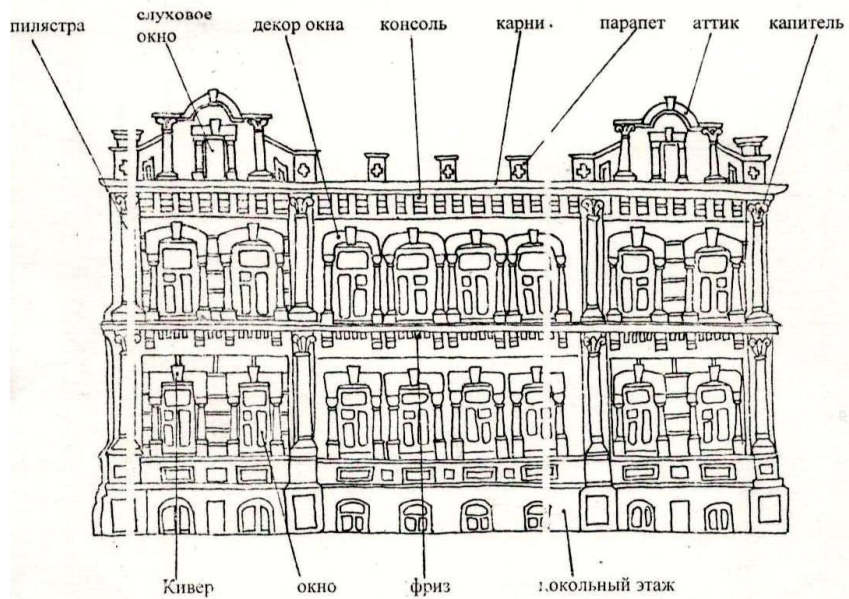 пилястра
слуховое
окно
декор окна
консоль
карни
парапет
аттик
капитель
Кивер
окно
фриз
окольный этаж